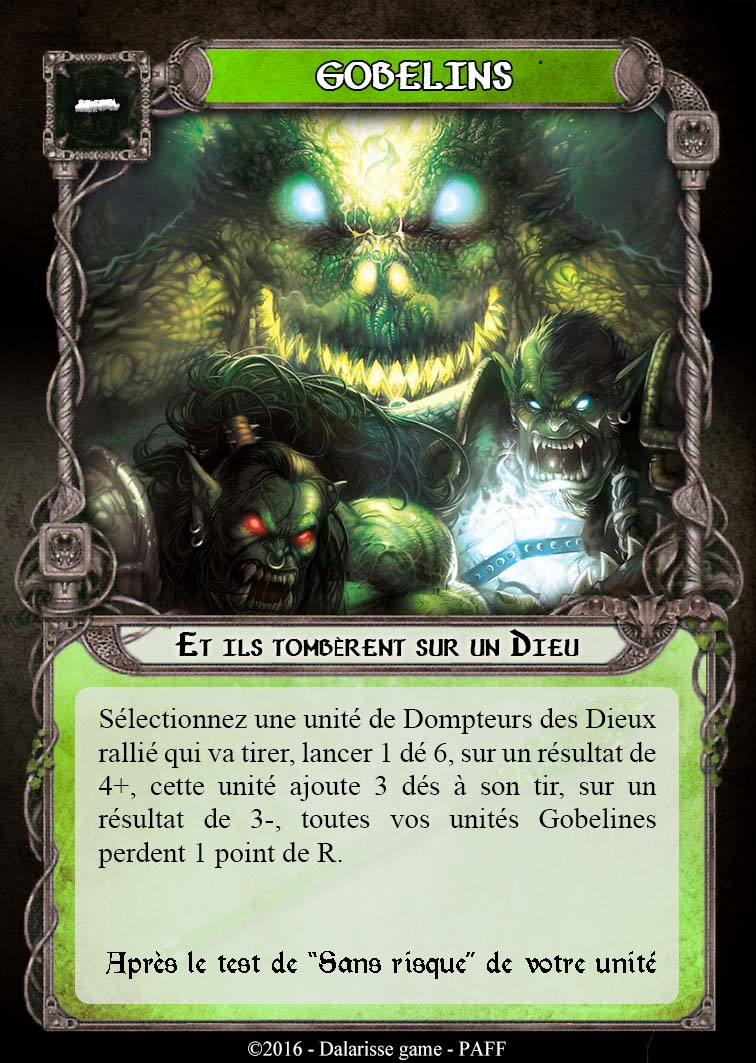 GOBELINS
-
ET ILS TOMBÈRENT SUR UN DIEU
Sélectionnez une unité de Dompteurs des Dieux
rallié qui va tirer, lancer 1 dé 6, sur un résultat de
4+, cette unité ajoute 3 dés à son tir, sur un
résultat de 3-, toutes vos unités Gobelines
perdent 1 point de R.
Après le test de "Sans risque" de votre unité
©2016 - Dalarisse game - PAFF